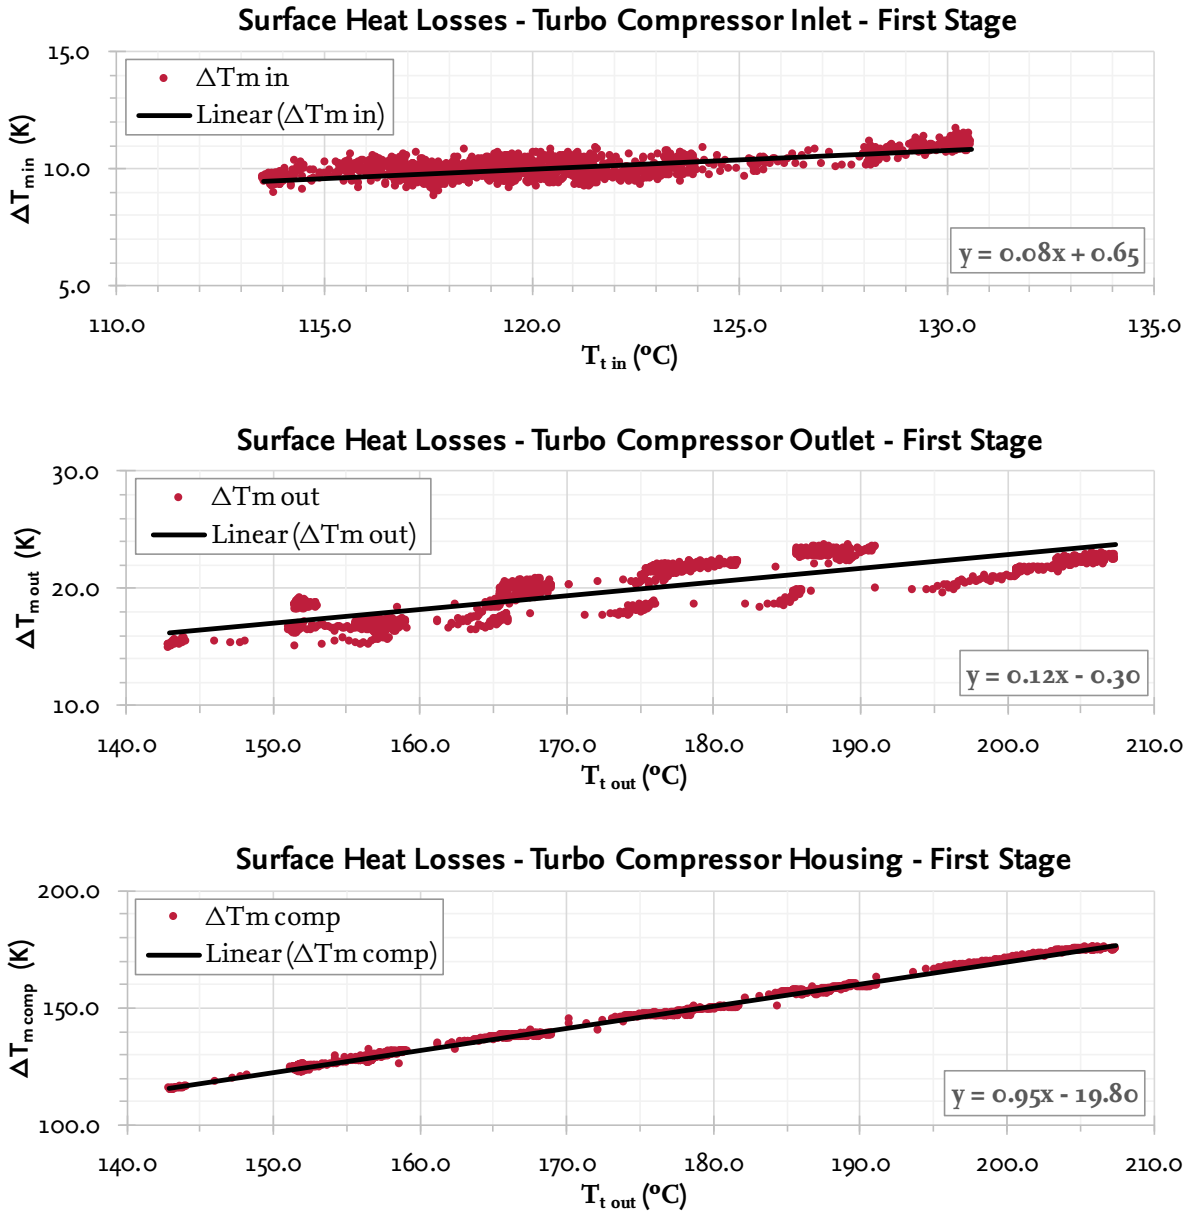 Surface Heat Losses - Turbo Compressor Inlet - First Stage
15.0
10.0
5.0
ΔTm in (K)
ΔTm in
Linear (ΔTm in)
y = 0.08x + 0.65
110.0 115.0 120.0 125.0 130.0 135.0
Tt in (ºC)
Surface Heat Losses - Turbo Compressor Outlet - First Stage
30.0
20.0
10.0
ΔTm out (K)
ΔTm out
Linear (ΔTm out)
y = 0.12x - 0.30
140.0 150.0 160.0 170.0 180.0 190.0 200.0 210.0
Tt out (ºC)
Surface Heat Losses - Turbo Compressor Housing - First Stage
200.0
150.0
100.0
ΔTm comp (K)
ΔTm comp
Linear (ΔTm comp)
y = 0.95x - 19.80
140.0 150.0 160.0 170.0 180.0 190.0 200.0 210.0
Tt out (ºC)